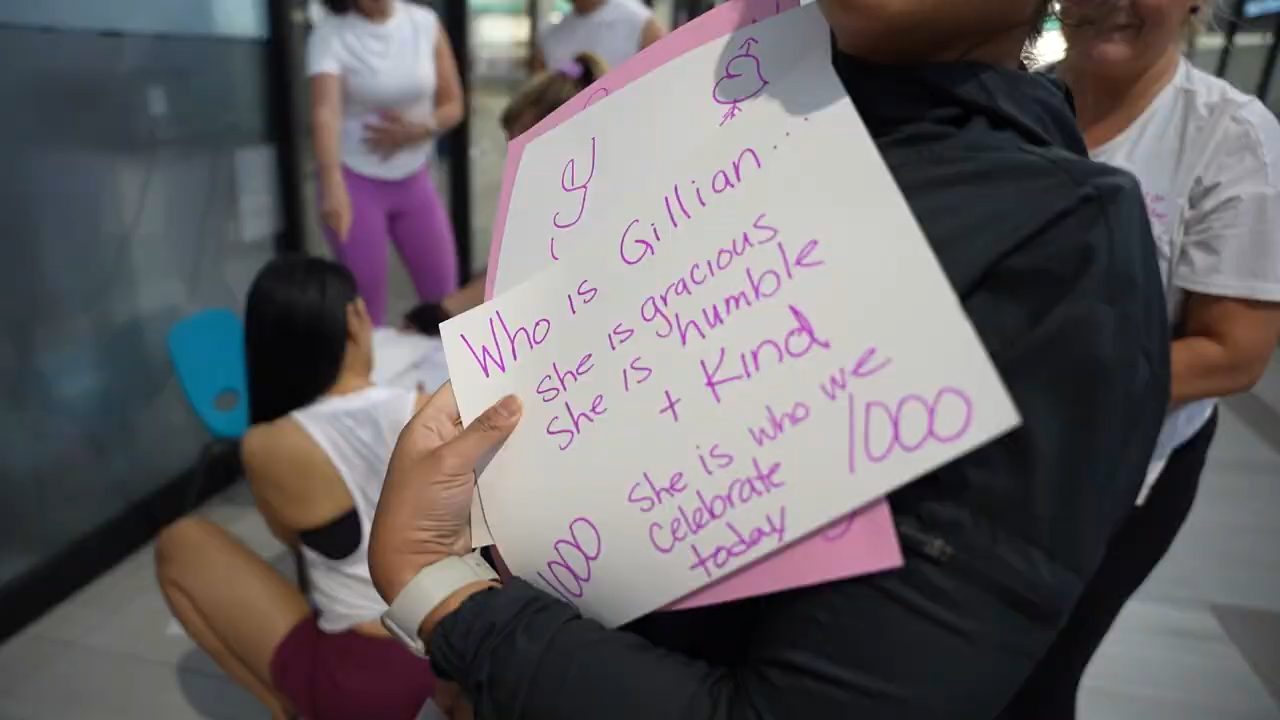 Who is Gillian...
She is gracious
She is humble
+ Kind
She is who we
celebrate
today
1000
1000